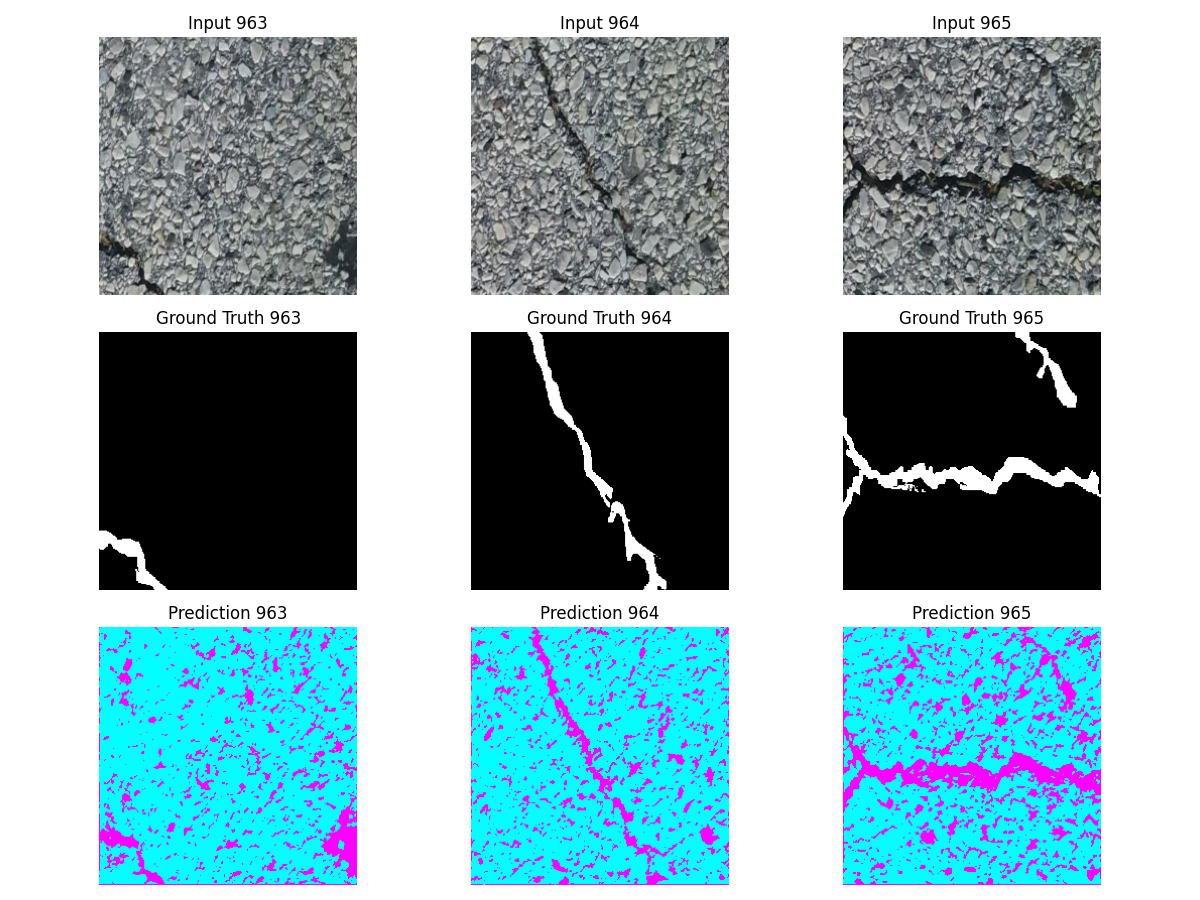 Input 963
Input 964
Input 965
Ground Truth 963
Ground Truth 964
Ground Truth 965
Prediction 963
Prediction 964
Prediction 965